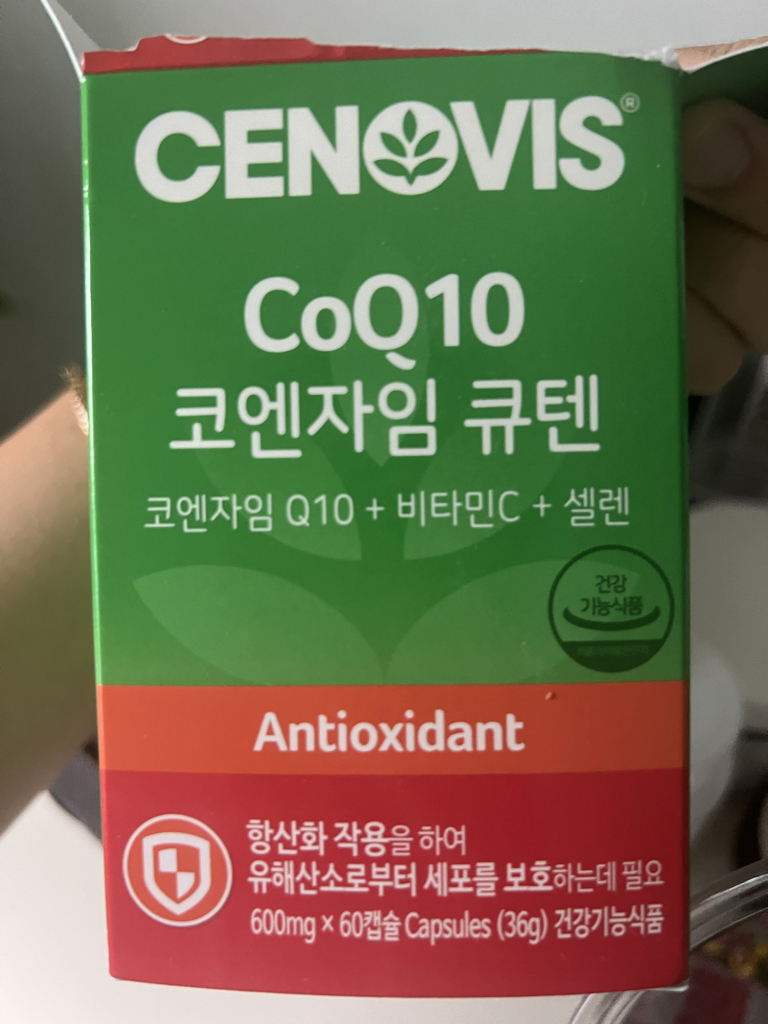 CENOVIS®
CoQ10
코엔자임 큐텐
코엔자임 Q10 + 비타민C + 셀렌
건강
기능식품
Antioxidant
항산화 작용을 하여
유해산소로부터 세포를 보호하는데 필요
600mg × 60캡슐 Capsules (36g) 건강기능식품